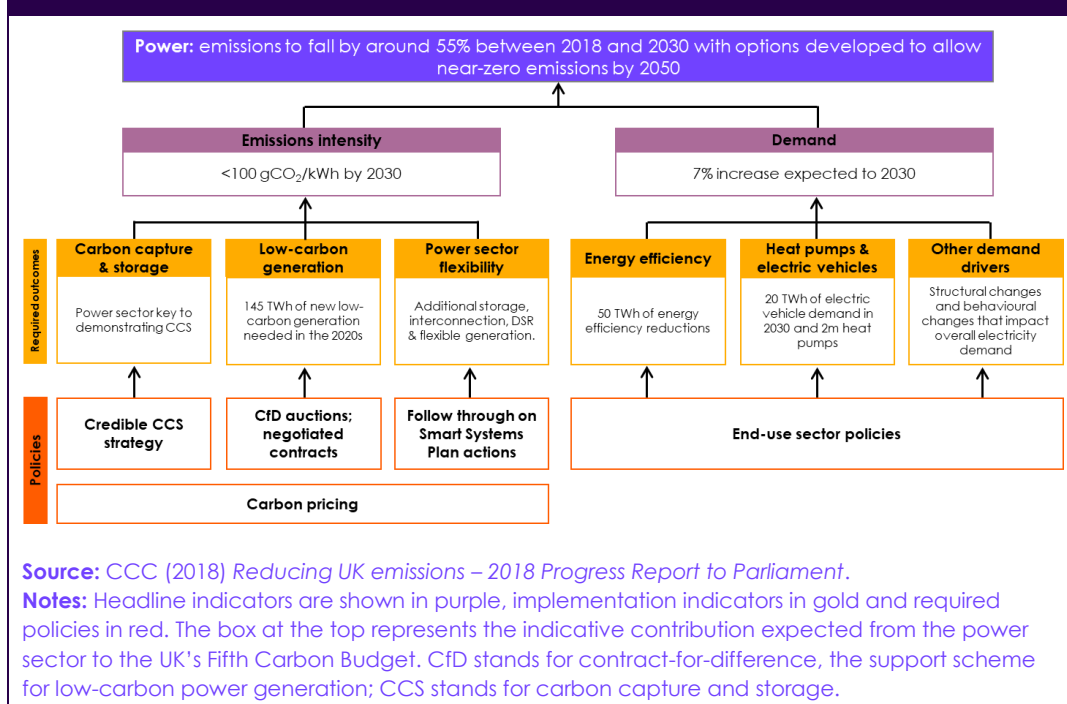 Power: emissions to fall by around 55% between 2018 and 2030 with options developed to allow
near-zero emissions by 2050
Emissions intensity
<100 gCO₂/kWh by 2030
Demand
7% increase expected to 2030
Required outcomes
Carbon capture
& storage
Power sector key to
demonstrating CCS
Low-carbon
generation
145 TWh of new low-
carbon generation
needed in the 2020s
Power sector
flexibility
Additional storage,
interconnection, DSR
& flexible generation.
Energy efficiency
50 TWh of energy
efficiency reductions
Heat pumps &
electric vehicles
20 TWh of electric
vehicle demand in
2030 and 2m heat
pumps
Other demand
drivers
Structural changes
and behavioural
changes that impact
overall electricity
demand
Policies
Credible CCS
strategy
CfD auctions;
negotiated
contracts
Follow through on
Smart Systems
Plan actions
End-use sector policies
Carbon pricing
Source: CCC (2018) Reducing UK emissions – 2018 Progress Report to Parliament.
Notes: Headline indicators are shown in purple, implementation indicators in gold and required
policies in red. The box at the top represents the indicative contribution expected from the power
sector to the UK's Fifth Carbon Budget. CfD stands for contract-for-difference, the support scheme
for low-carbon power generation; CCS stands for carbon capture and storage.